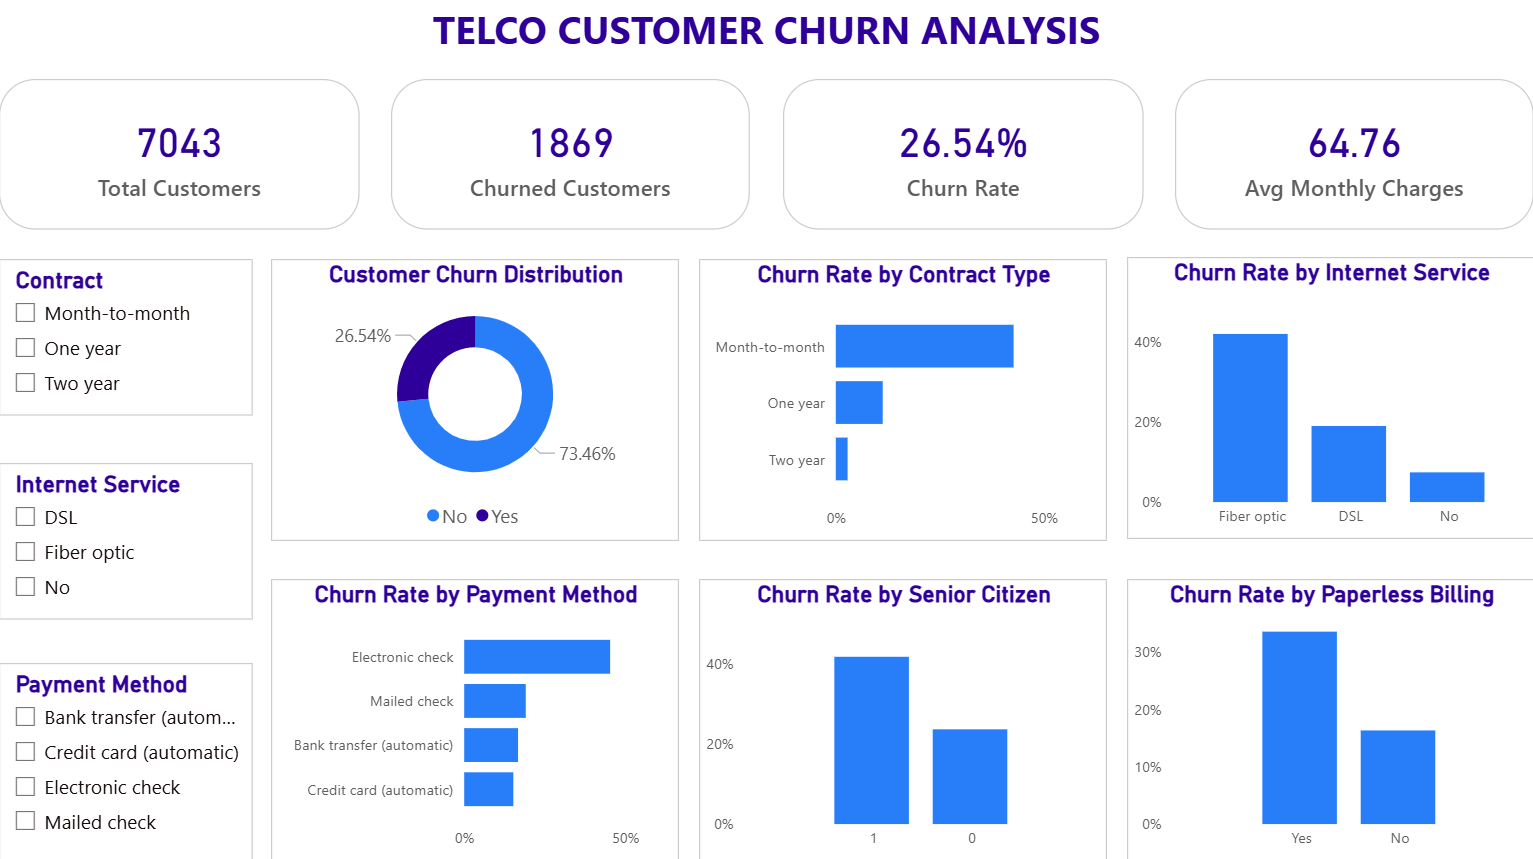 TELCO CUSTOMER CHURN ANALYSIS
7043
Total Customers
1869
Churned Customers
26.54%
Churn Rate
64.76
Avg Monthly Charges
Contract
Month-to-month
One year
Two year
Internet Service
DSL
Fiber optic
No
Payment Method
Bank transfer (autom...
Credit card (automatic)
Electronic check
Mailed check
Customer Churn Distribution
26.54%
73.46%
No Yes
Churn Rate by Contract Type
Month-to-month
One year
Two year
0% 50%
Churn Rate by Internet Service
40%
20%
0%
Fiber optic DSL No
Churn Rate by Payment Method
Electronic check
Mailed check
Bank transfer (automatic)
Credit card (automatic)
0% 50%
Churn Rate by Senior Citizen
40%
20%
0%
1 0
Churn Rate by Paperless Billing
30%
20%
10%
0%
Yes No